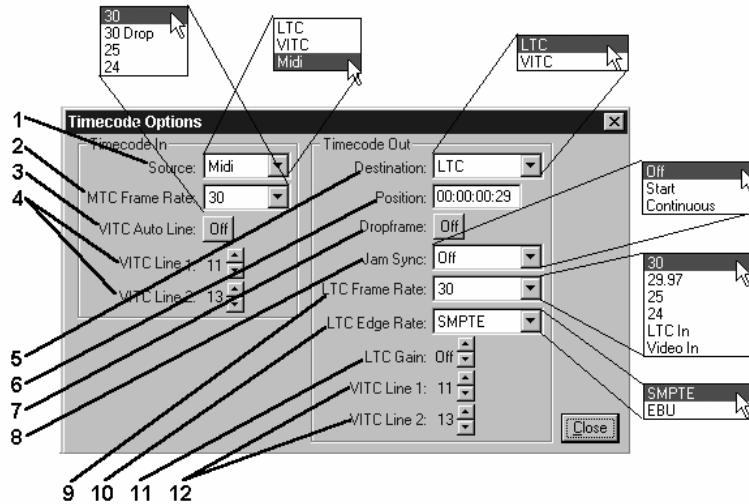 30
30 Drop
25
24
LTC
VITC
Midi
LTC
VITC
Timecode Options
Timecode In
Source: Midi
MTC Frame Rate: 30
VITC Auto Line: Off
VITC Line 1: 11
VITC Line 2: 13
Timecode Out
Destination: LTC
Position: 00:00:00:29
Dropframe: Off
Jam Sync: Off
LTC Frame Rate: 30
LTC Edge Rate: SMPTE
LTC Gain: Off
VITC Line 1: 11
VITC Line 2: 13
Close
Off
Start
Continuous
30
29.97
25
24
LTC In
Video In
SMPTE
EBU
1
2
3
4
5
6
7
8
9 10 11 12